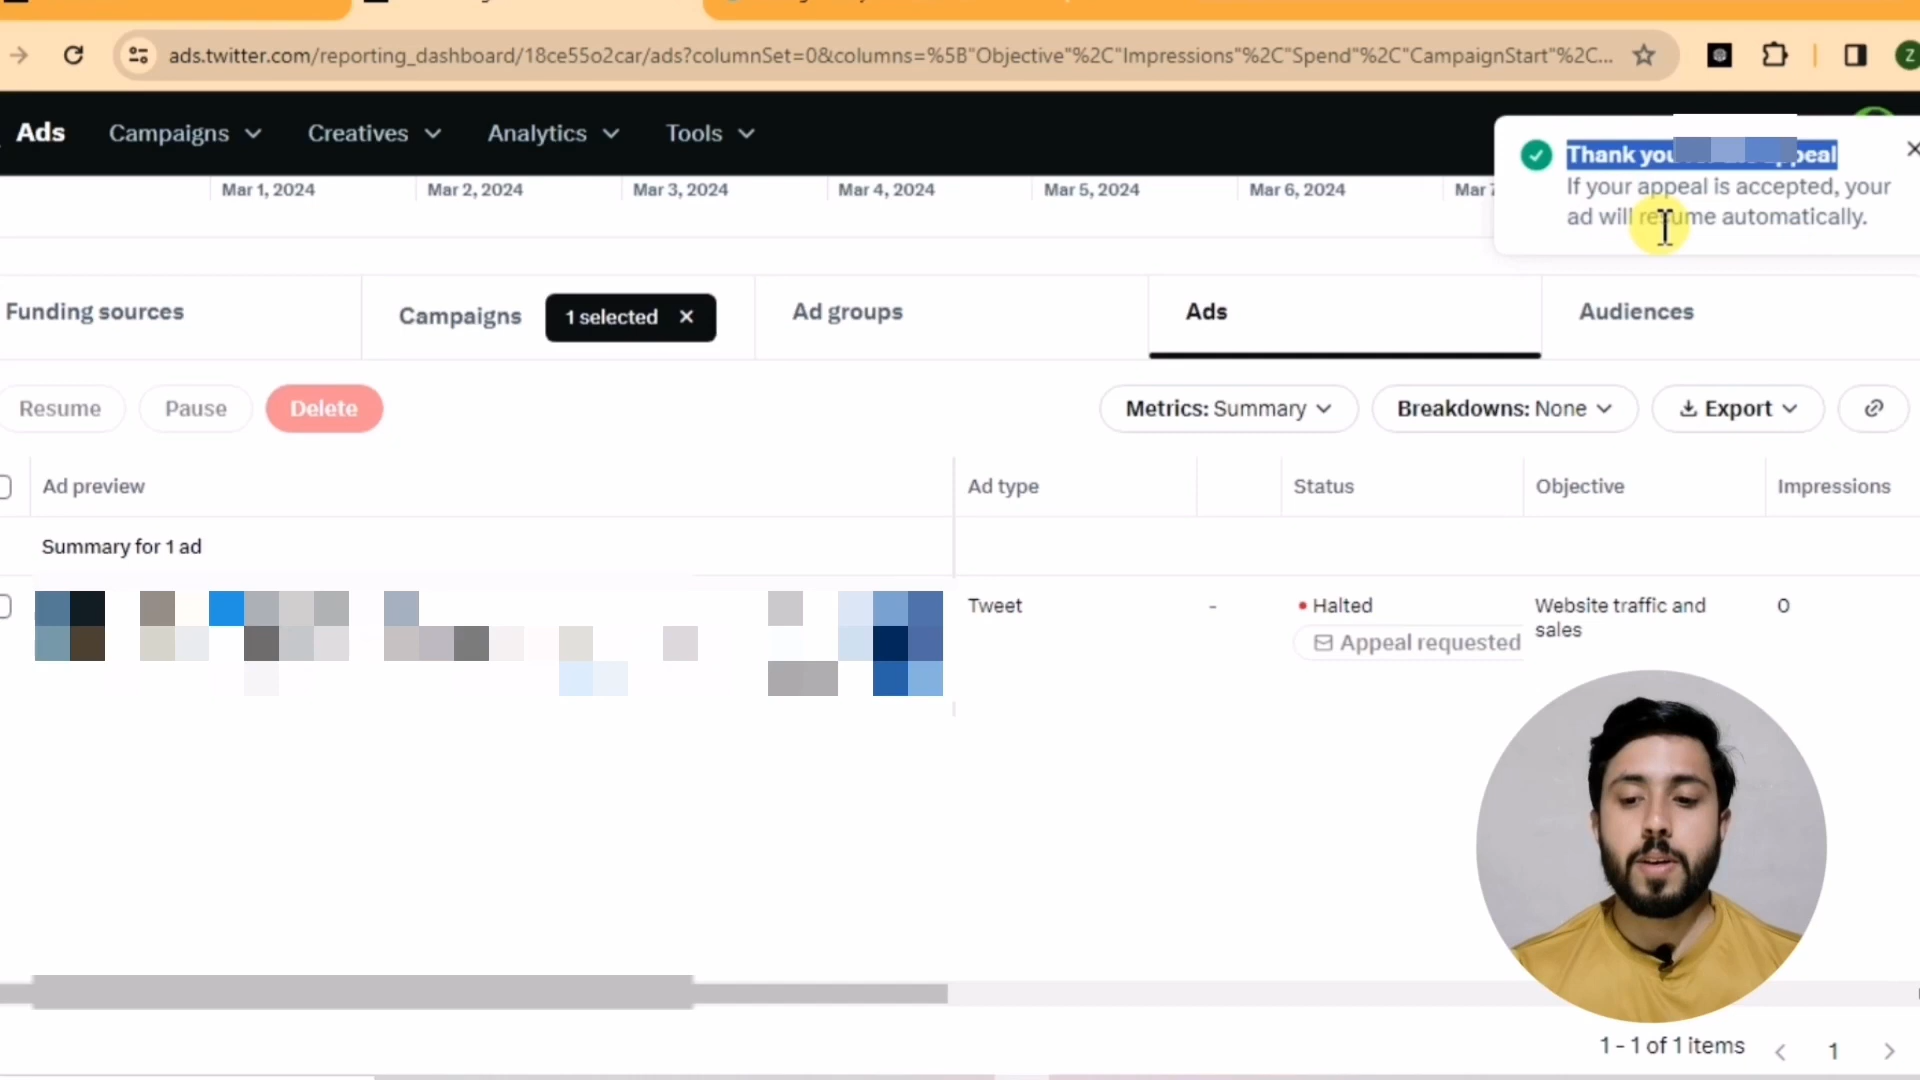 ads.twitter.com/reporting_dashboard/18ce55o2car/ads?columnSet=0&columns=%5B"Objective"%2C"Impressions"%2C"Spend"%2C"CampaignStart"%2C...
Z
Ads Campaigns Creatives Analytics Tools
Thank you appeal
If your appeal is accepted, your
ad will resume automatically.
Mar 1, 2024 Mar 2, 2024 Mar 3, 2024 Mar 4, 2024 Mar 5, 2024 Mar 6, 2024 Mar
Funding sources Campaigns 1 selected Ad groups Ads Audiences
Resume Pause Delete Metrics: Summary Breakdowns: None Export
Ad preview Ad type Status Objective Impressions
Summary for 1 ad
Tweet - Halted Website traffic and 0
Appeal requested sales
1 - 1 of 1 items 1